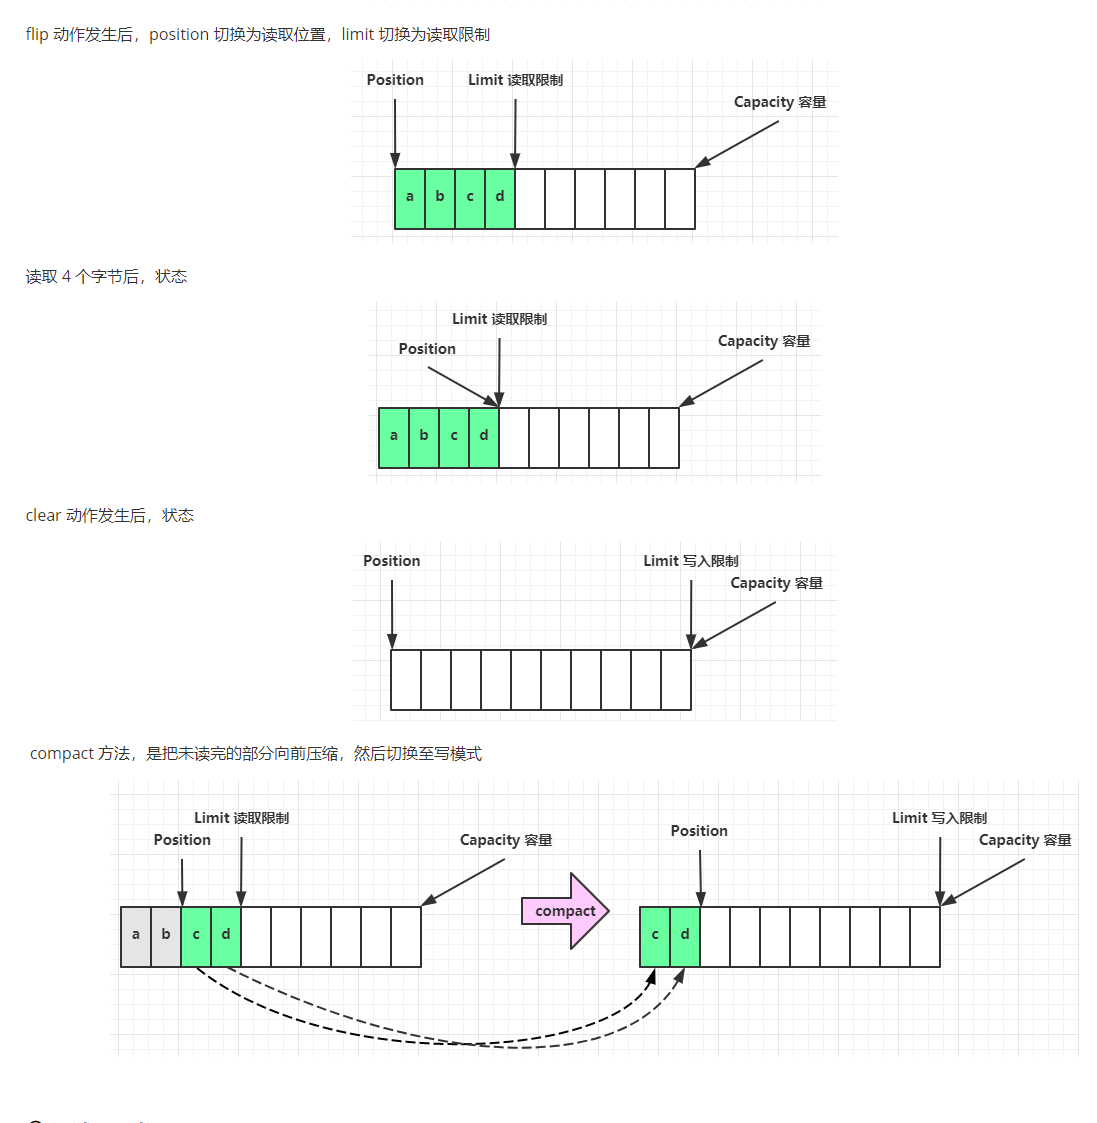 flip 动作发生后，position 切换为读取位置，limit 切换为读取限制
Position
Limit 读取限制
Capacity 容量
a b c d
读取 4 个字节后，状态
Limit 读取限制
Position
Capacity 容量
a b c d
clear 动作发生后，状态
Position
Limit 写入限制
Capacity 容量
compact 方法，是把未读完的部分向前压缩，然后切换至写模式
Limit 读取限制
Position
Capacity 容量
a b c d
compact
Position
Limit 写入限制
Capacity 容量
c d